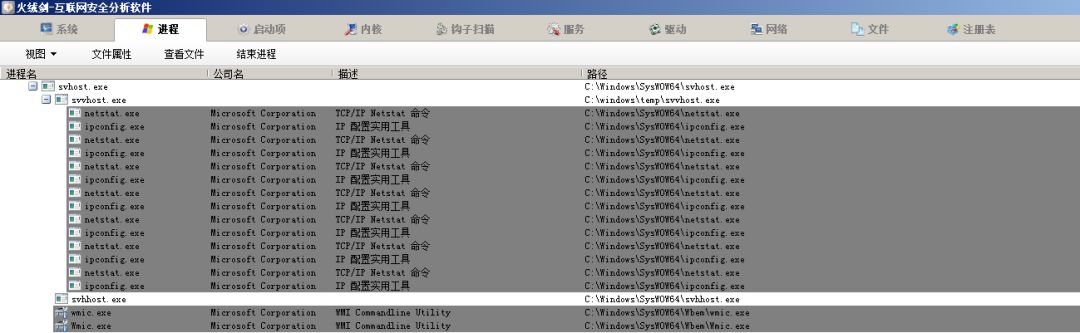 火绒剑-互联网安全分析软件
系统 进程 启动项 内核 钩子扫描 服务 驱动 网络 文件 注册表
视图 文件属性 查看文件 结束进程
进程名 公司名 描述 路径
svhost.exe C:\Windows\SysWOW64\svhost.exe
svvhost.exe C:\windows\temp\svvhost.exe
netstat.exe Microsoft Corporation TCP/IP Netstat 命令 C:\Windows\SysWOW64\netstat.exe
ipconfig.exe Microsoft Corporation IP 配置实用工具 C:\Windows\SysWOW64\ipconfig.exe
netstat.exe Microsoft Corporation TCP/IP Netstat 命令 C:\Windows\SysWOW64\netstat.exe
ipconfig.exe Microsoft Corporation IP 配置实用工具 C:\Windows\SysWOW64\ipconfig.exe
netstat.exe Microsoft Corporation TCP/IP Netstat 命令 C:\Windows\SysWOW64\netstat.exe
ipconfig.exe Microsoft Corporation IP 配置实用工具 C:\Windows\SysWOW64\ipconfig.exe
netstat.exe Microsoft Corporation TCP/IP Netstat 命令 C:\Windows\SysWOW64\netstat.exe
ipconfig.exe Microsoft Corporation IP 配置实用工具 C:\Windows\SysWOW64\ipconfig.exe
netstat.exe Microsoft Corporation TCP/IP Netstat 命令 C:\Windows\SysWOW64\netstat.exe
ipconfig.exe Microsoft Corporation IP 配置实用工具 C:\Windows\SysWOW64\ipconfig.exe
netstat.exe Microsoft Corporation TCP/IP Netstat 命令 C:\Windows\SysWOW64\netstat.exe
ipconfig.exe Microsoft Corporation IP 配置实用工具 C:\Windows\SysWOW64\ipconfig.exe
netstat.exe Microsoft Corporation TCP/IP Netstat 命令 C:\Windows\SysWOW64\netstat.exe
ipconfig.exe Microsoft Corporation IP 配置实用工具 C:\Windows\SysWOW64\ipconfig.exe
svhhost.exe C:\Windows\SysWOW64\svhhost.exe
wmic.exe Microsoft Corporation WMI Commandline Utility C:\Windows\SysWOW64\Wbem\wmic.exe
Wmic.exe Microsoft Corporation WMI Commandline Utility C:\Windows\SysWOW64\Wbem\Wmic.exe